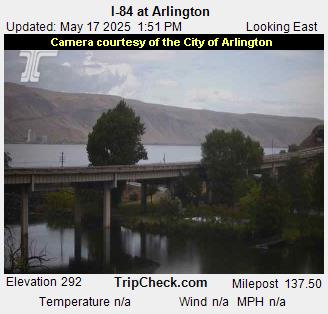 I-84 at Arlington
Updated: May 17 2025 1:51 PM Looking East
Camera courtesy of the City of Arlington
Elevation 292 TripCheck.com Milepost 137.50
Temperature n/a Wind n/a MPH n/a